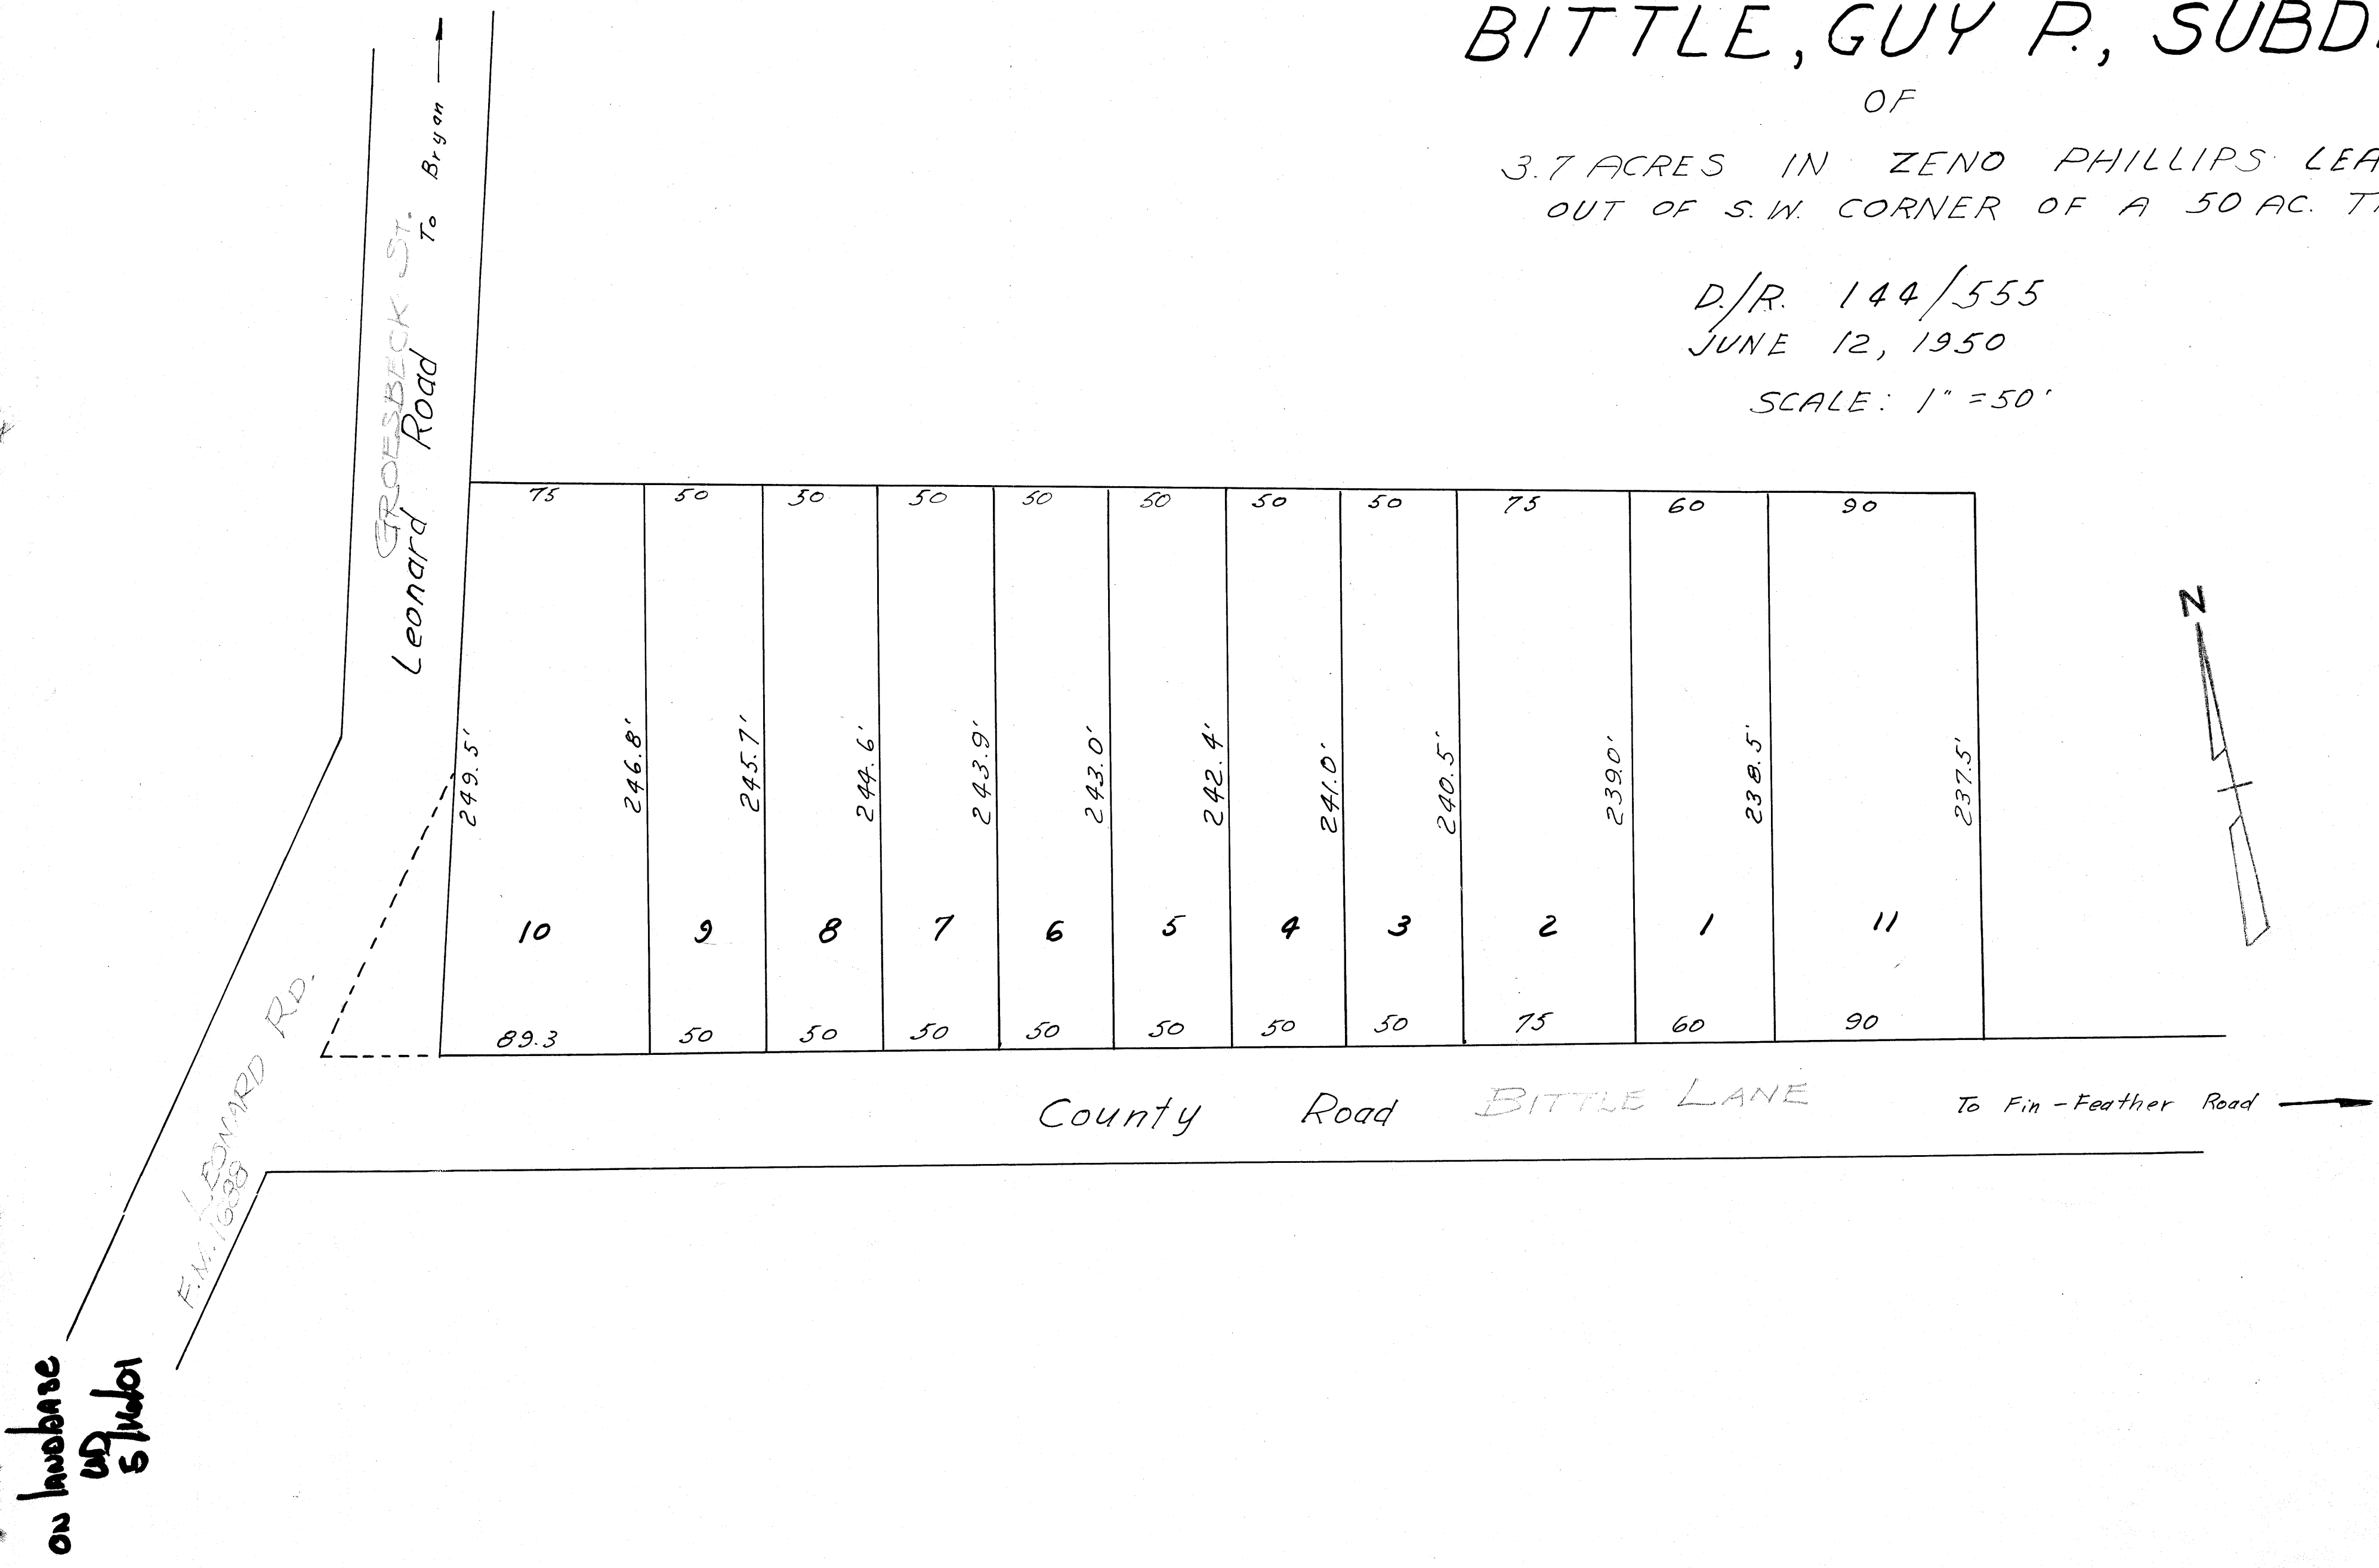 BITTLE, GUY P., SUBD.
OF
3.7 ACRES IN ZENO PHILLIPS LEA
OUT OF S.W. CORNER OF A 50 AC. T
D./R. 144/555
JUNE 12, 1950
SCALE: 1" = 50'
To Bryan
GROESBECK ST.
Leonard Road
75 50 50 50 50 50 50 50 75 60 90
N
249.5' 246.8' 245.7' 244.6' 243.9' 243.0' 242.4' 241.0' 240.5' 239.0' 238.5' 237.5'
10 9 8 7 6 5 4 3 2 1 11
89.3 50 50 50 50 50 50 50 75 60 90
County Road BITTLE LANE To Fin-Feather Road
LEONARD RD.
F.M. 1688
ON LANDBASE